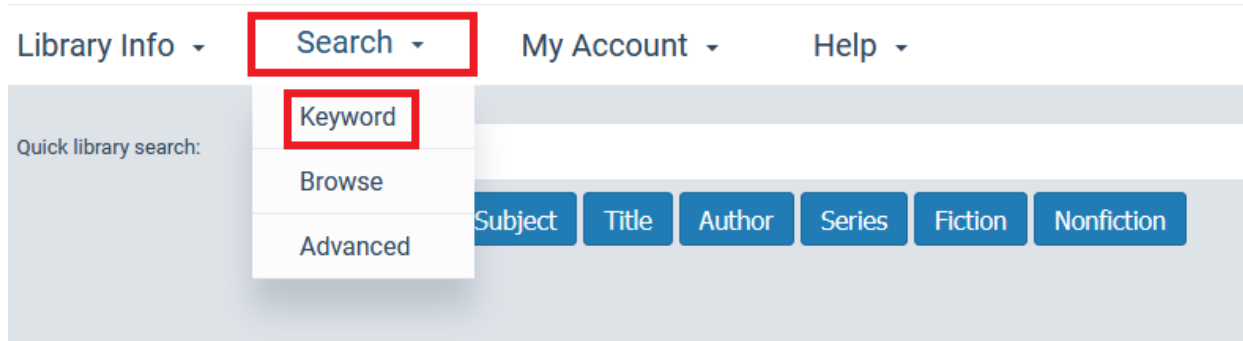 Library Info Search My Account Help
Keyword
Quick library search:
Browse
Subject Title Author Series Fiction Nonfiction
Advanced